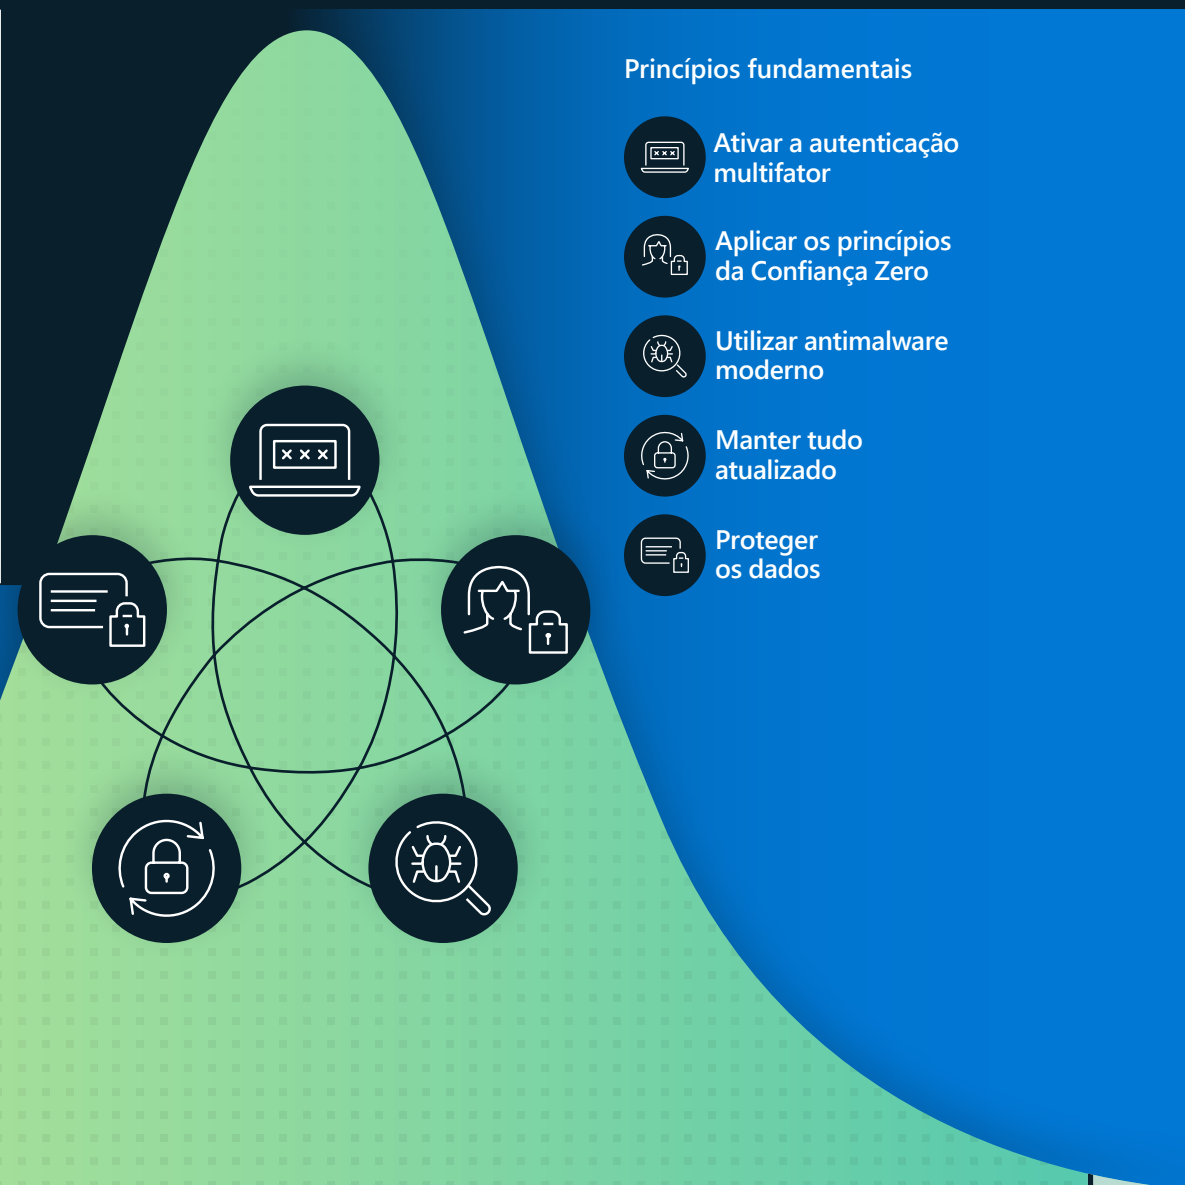 Princípios fundamentais
Ativar a autenticação
multifator
Aplicar os princípios
da Confiança Zero
Utilizar antimalware
moderno
Manter tudo
atualizado
Proteger
os dados